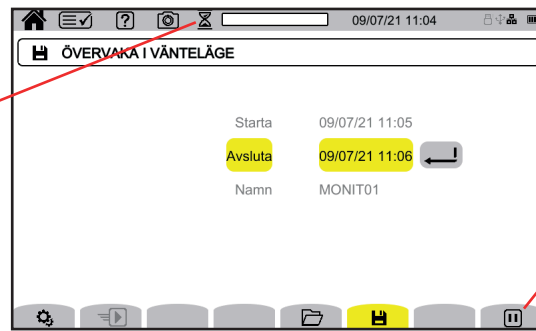 09/07/21 11:04
ÖVERVAKA I VÄNTELÄGE
Starta 09/07/21 11:05
Avsluta 09/07/21 11:06
Namn MONIT01